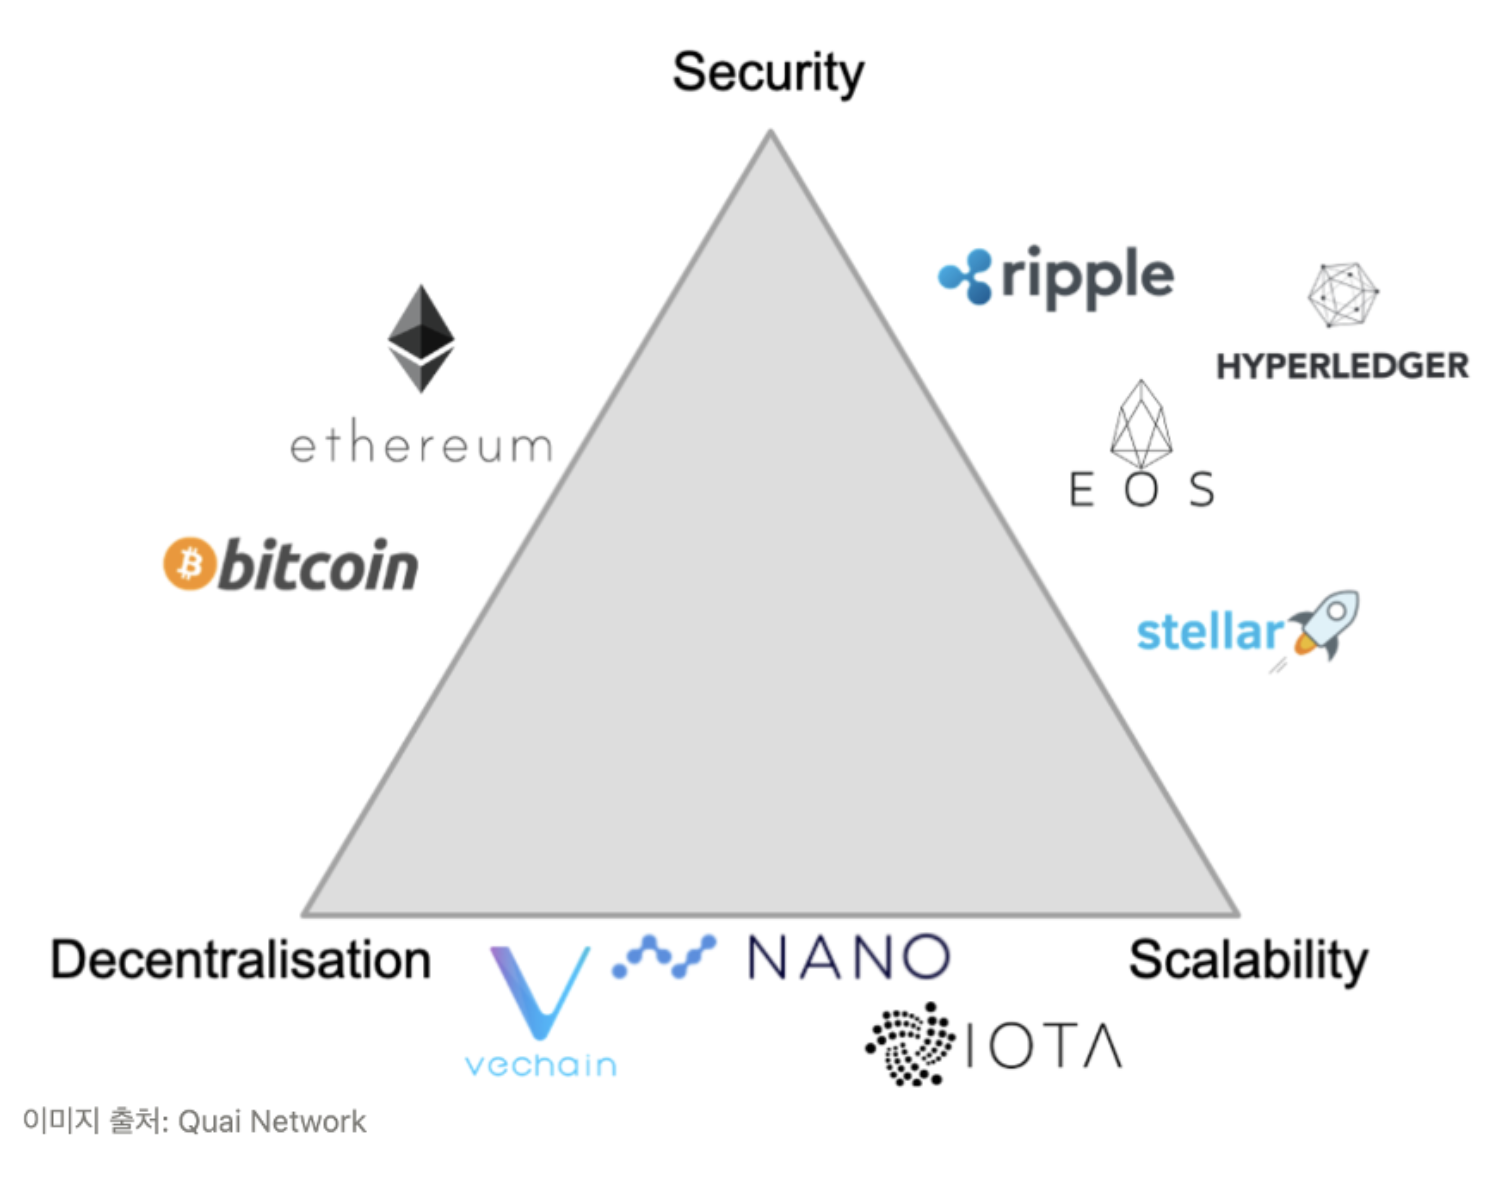 Security
ripple
HYPERLEDGER
ethereum
EOS
bitcoin
stellar
Decentralisation
NANO
Scalability
vechain
IOTA
이미지 출처: Quai Network